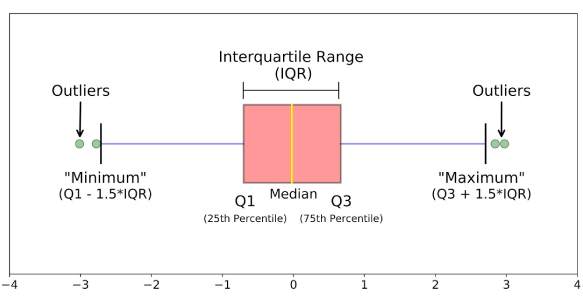 Interquartile Range
(IQR)
Outliers
Outliers
"Minimum"
(Q1 - 1.5*IQR)
"Maximum"
(Q3 + 1.5*IQR)
Median
Q1
Q3
(25th Percentile)
(75th Percentile)
−4 −3 −2 −1 0 1 2 3 4